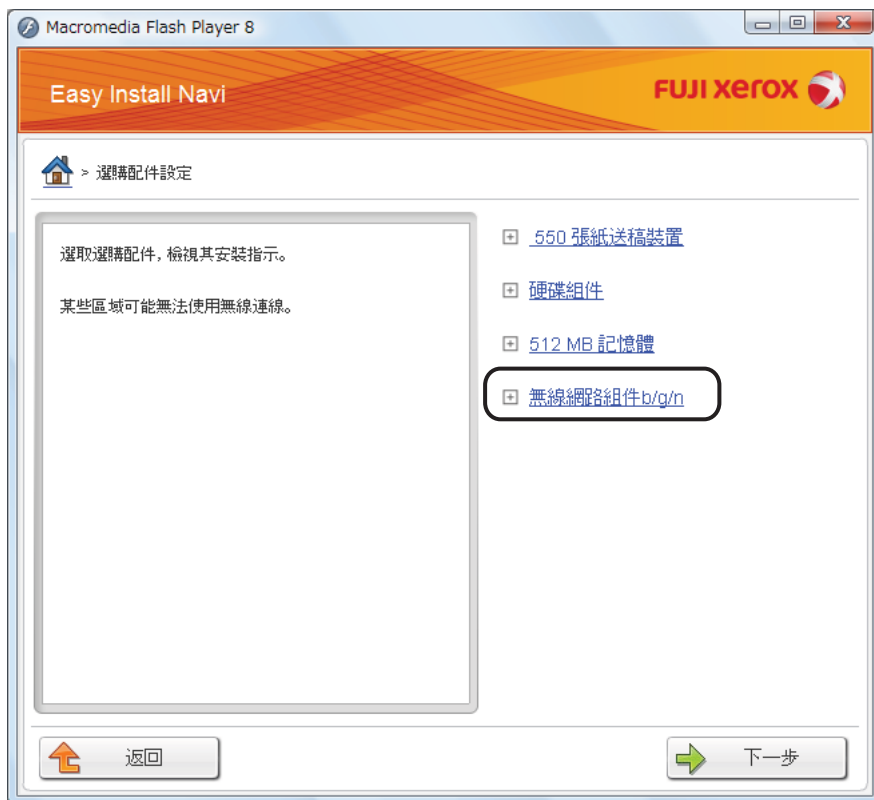 Macromedia Flash Player 8
Easy Install Navi
FUJI xerox
> 選購配件設定
選取選購配件, 檢視其安裝指示。
某些區域可能無法使用無線連線。
550 張紙送稿裝置
硬碟組件
512 MB 記憶體
無線網路組件b/g/n
返回
下一步